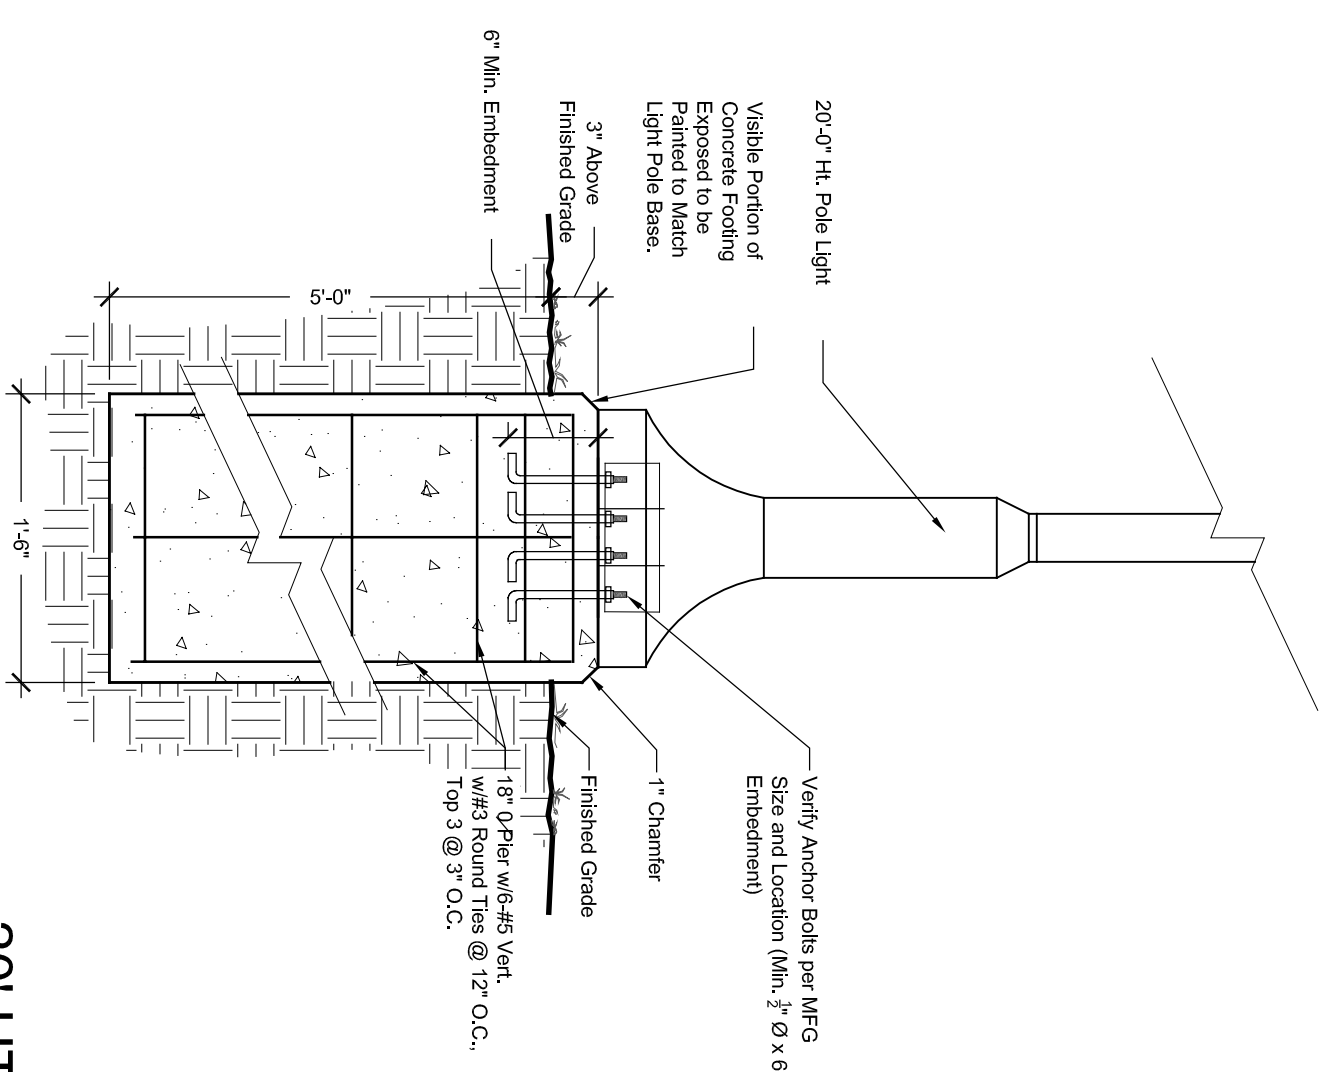 20'-0" Ht. Pole Light
Visible Portion of
Concrete Footing
Exposed to be
Painted to Match
Light Pole Base.
3" Above
Finished Grade
6" Min. Embedment
5'-0"
1'-6"
Verify Anchor Bolts per MFG
Size and Location (Min. ½" Ø x 6
Embedment)
1" Chamfer
Finished Grade
18" 0 Pier w/6-#5 Vert.
w/#3 Round Ties @ 12" O.C.,
Top 3 @ 3" O.C.